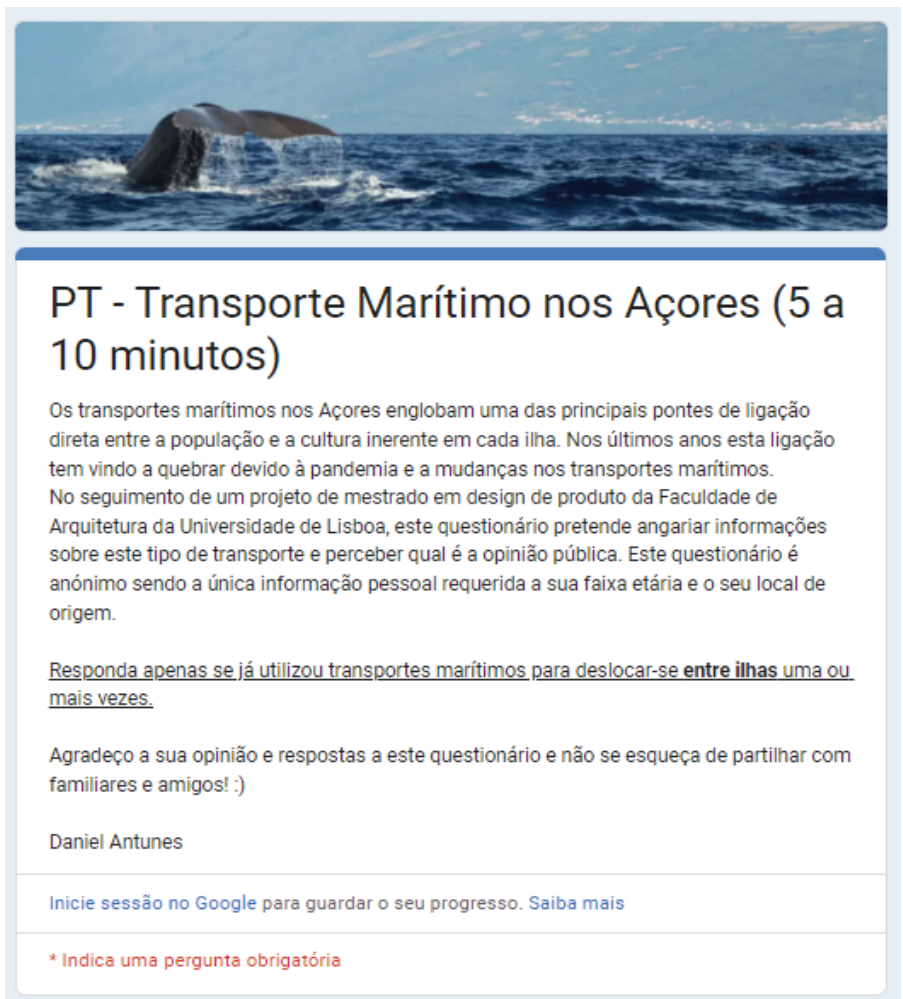 PT - Transporte Marítimo nos Açores (5 a
10 minutos)
Os transportes marítimos nos Açores englobam uma das principais pontes de ligação
direta entre a população e a cultura inerente em cada ilha. Nos últimos anos esta ligação
tem vindo a quebrar devido à pandemia e a mudanças nos transportes marítimos.
No seguimento de um projeto de mestrado em design de produto da Faculdade de
Arquitetura da Universidade de Lisboa, este questionário pretende angariar informações
sobre este tipo de transporte e perceber qual é a opinião pública. Este questionário é
anónimo sendo a única informação pessoal requerida a sua faixa etária e o seu local de
origem.
Responda apenas se já utilizou transportes marítimos para deslocar-se entre ilhas uma ou
mais vezes.
Agradeço a sua opinião e respostas a este questionário e não se esqueça de partilhar com
familiares e amigos! :)
Daniel Antunes
Inicie sessão no Google para guardar o seu progresso. Saiba mais
* Indica uma pergunta obrigatória